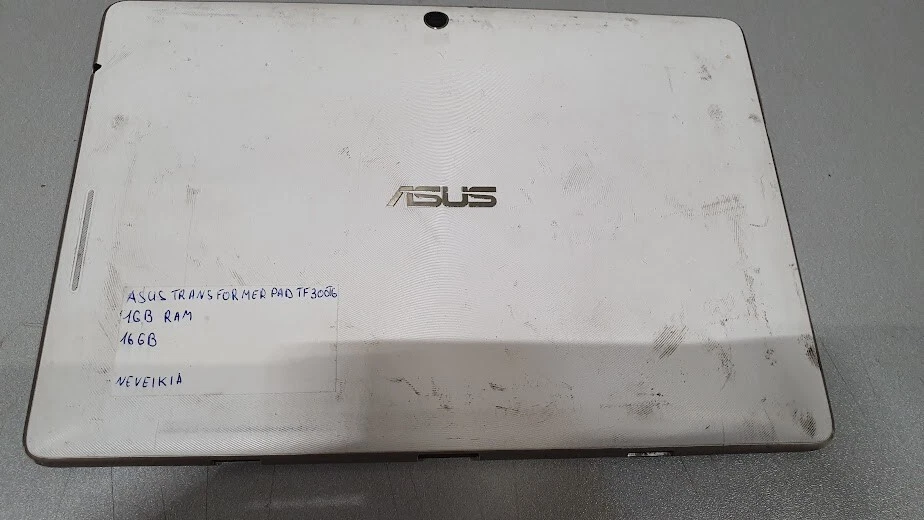 ASUS
ASUS TRANSFORMER PAD TF300TG
1GB RAM
16GB
NEVEIKIA